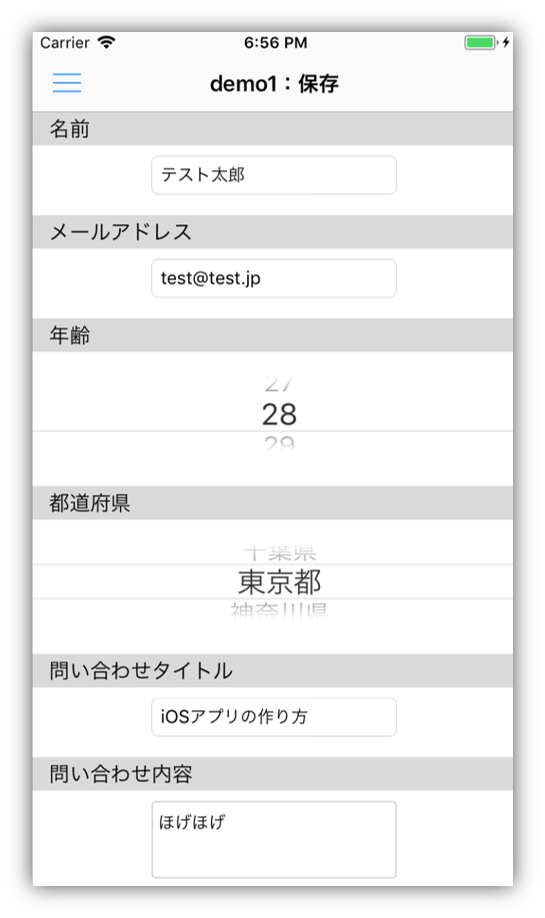 Carrier 6:56 PM
demo1：保存
名前
テスト太郎
メールアドレス
test@test.jp
年齢
27
28
29
都道府県
千葉県
東京都
神奈川県
問い合わせタイトル
iOSアプリの作り方
問い合わせ内容
ほげほげ